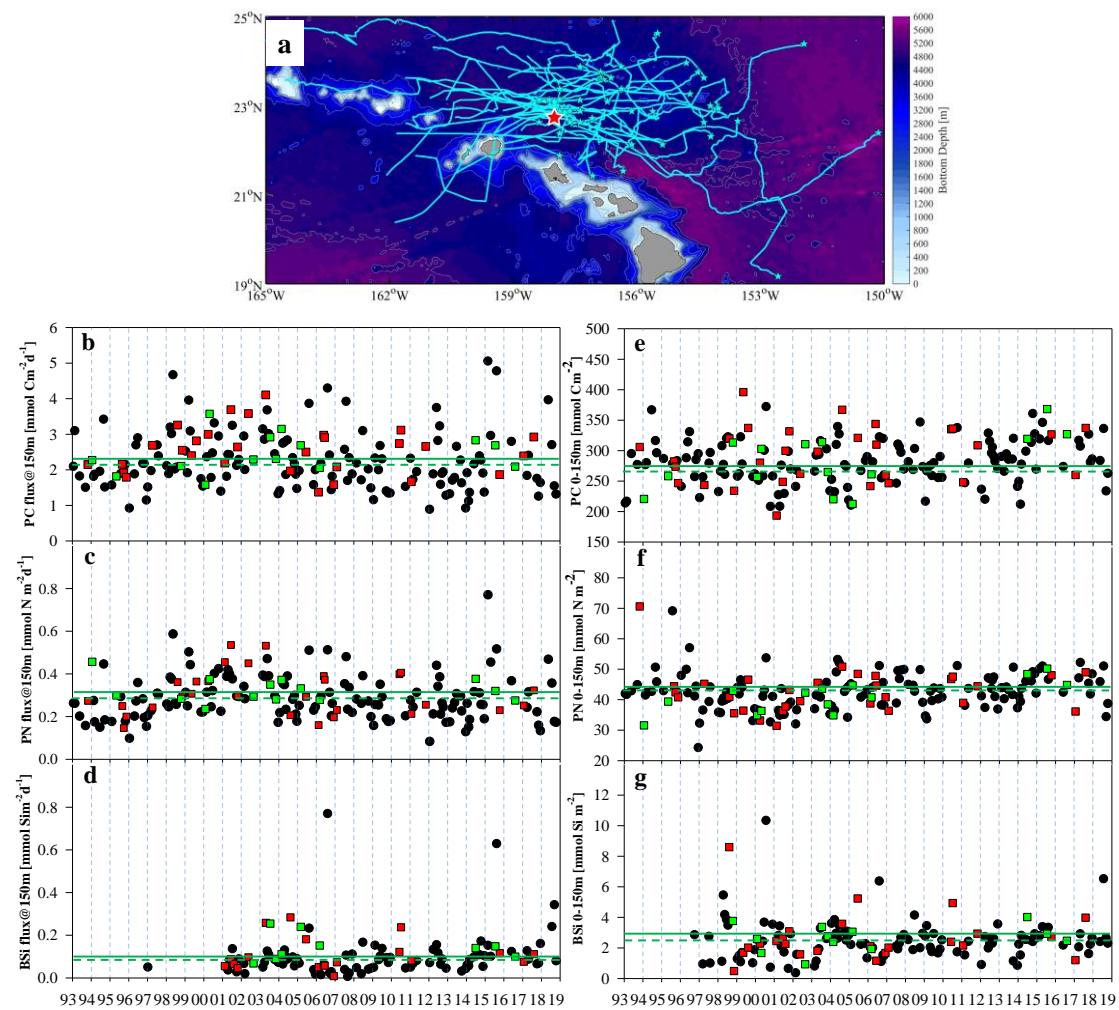 a
25°N
23°N
21°N
19°N
165°W 162°W 159°W 156°W 153°W 150°W
6000
5600
5200
4800
4400
4000
3600
3200
2800
2400
2000
1800
1600
1400
1200
1000
800
600
400
200
0
Bottom Depth [m]
b
PC flux@150m [mmol Cm⁻²d⁻¹]
6
5
4
3
2
1
0
c
PN flux@150m [mmol N m⁻²d⁻¹]
0.8
0.6
0.4
0.2
0.0
d
BSi flux@150m [mmol Sim⁻²d⁻¹]
0.8
0.6
0.4
0.2
0.0
93 94 95 96 97 98 99 00 01 02 03 04 05 06 07 08 09 10 11 12 13 14 15 16 17 18 19
e
PC 0-150m [mmol Cm⁻²]
500
450
400
350
300
250
200
150
f
PN 0-150m [mmol N m⁻²]
90
80
70
60
50
40
30
20
g
BSi 0-150m [mmol Si m⁻²]
12
10
8
6
4
2
0
93 94 95 96 97 98 99 00 01 02 03 04 05 06 07 08 09 10 11 12 13 14 15 16 17 18 19